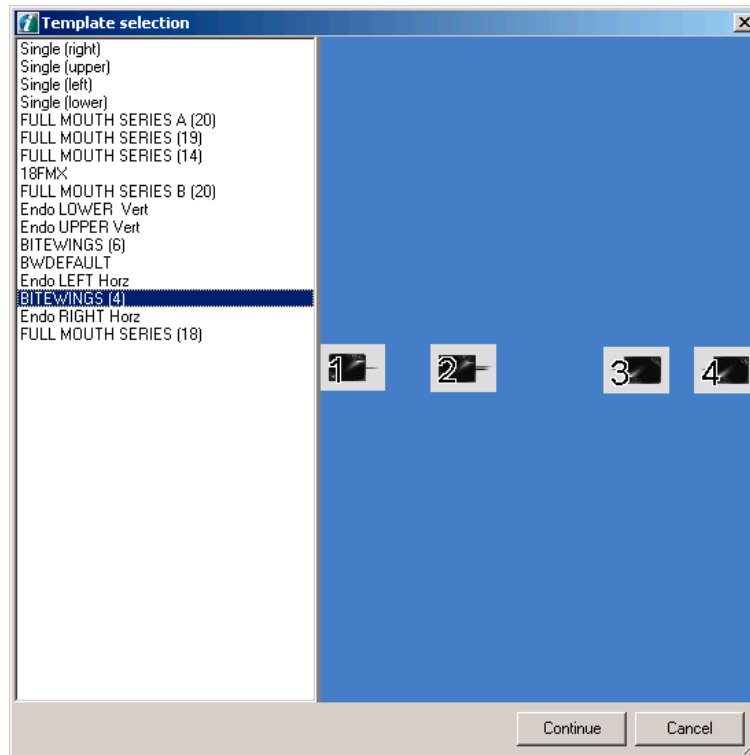 Template selection
Single (right)
Single (upper)
Single (left)
Single (lower)
FULL MOUTH SERIES A (20)
FULL MOUTH SERIES (19)
FULL MOUTH SERIES (14)
18FMX
FULL MOUTH SERIES B (20)
Endo LOWER  Vert
Endo UPPER Vert
BITEWINGS (6)
BWDEFAULT
Endo LEFT Horz
BITEWINGS (4)
Endo RIGHT Horz
FULL MOUTH SERIES (18)
1 2 3 4
Continue Cancel